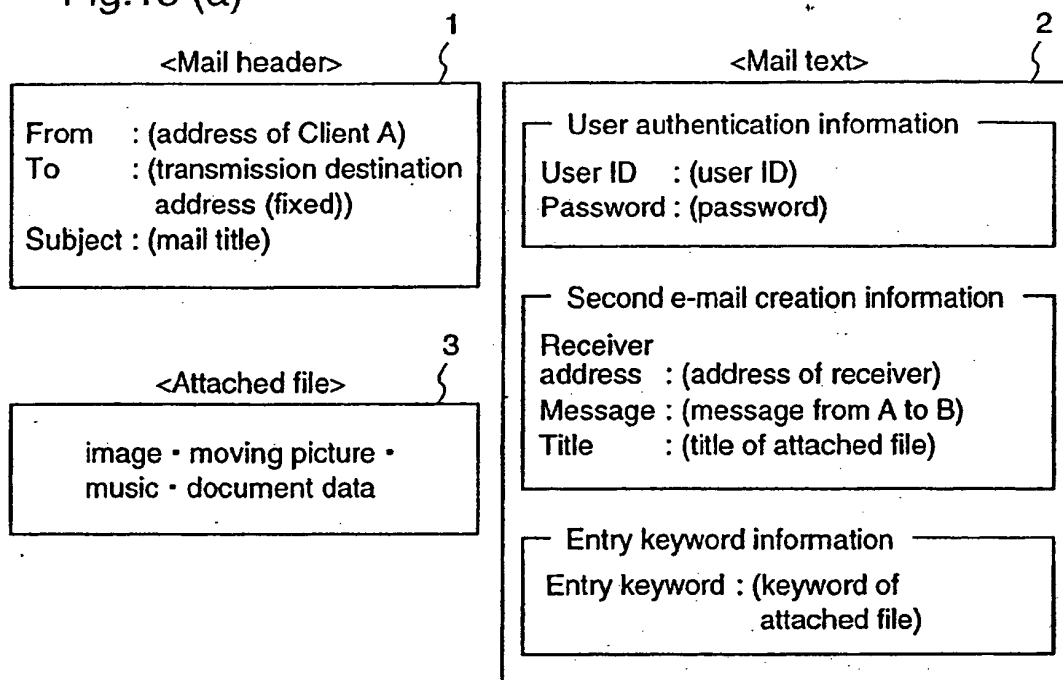 1
<Mail header>
From : (address of Client A)
To : (transmission destination
address (fixed))
Subject : (mail title)
3
<Attached file>
image・moving picture・
music・document data
2
<Mail text>
User authentication information
User ID : (user ID)
Password : (password)
Second e-mail creation information
Receiver
address : (address of receiver)
Message : (message from A to B)
Title : (title of attached file)
Entry keyword information
Entry keyword : (keyword of
attached file)